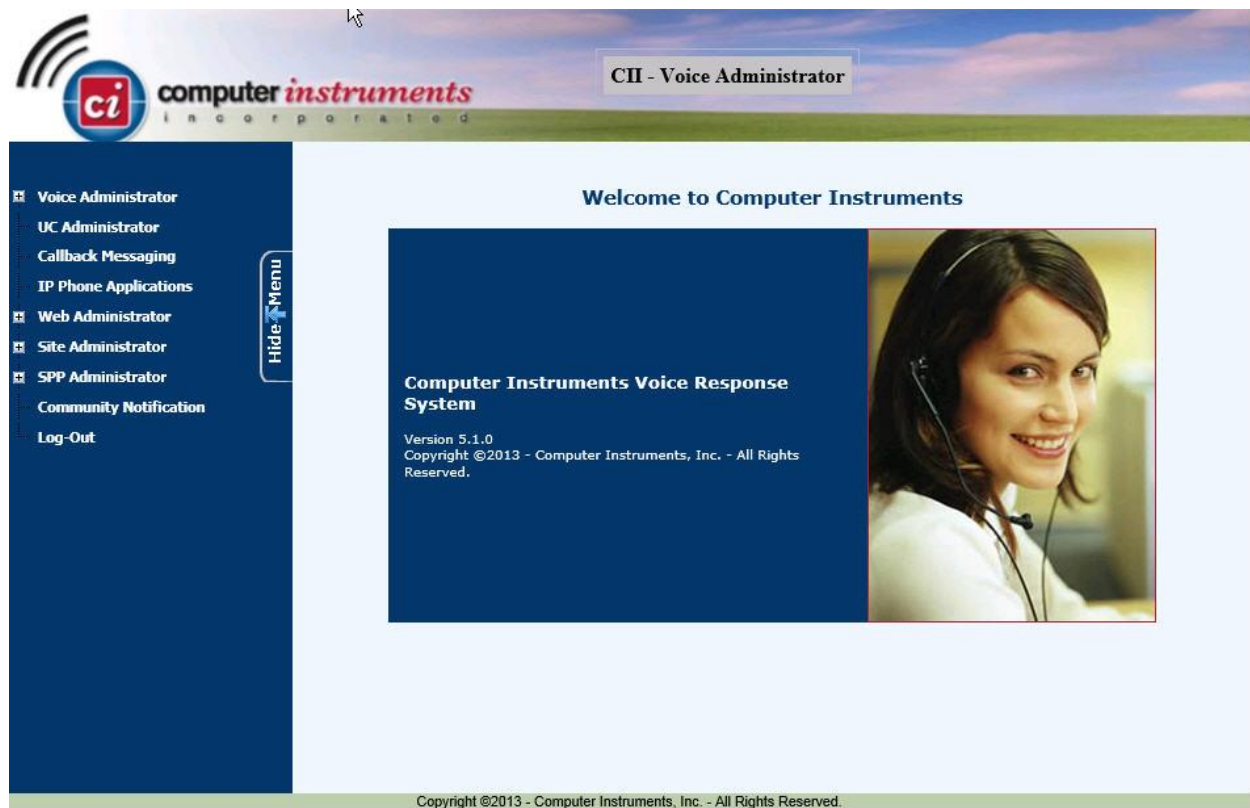 ci
computer instruments
incorporated
CII - Voice Administrator
Voice Administrator
UC Administrator
Callback Messaging
IP Phone Applications
Web Administrator
Site Administrator
SPP Administrator
Community Notification
Log-Out
Hide Menu
Welcome to Computer Instruments
Computer Instruments Voice Response
System
Version 5.1.0
Copyright ©2013 - Computer Instruments, Inc. - All Rights
Reserved.
Copyright ©2013 - Computer Instruments, Inc. - All Rights Reserved.